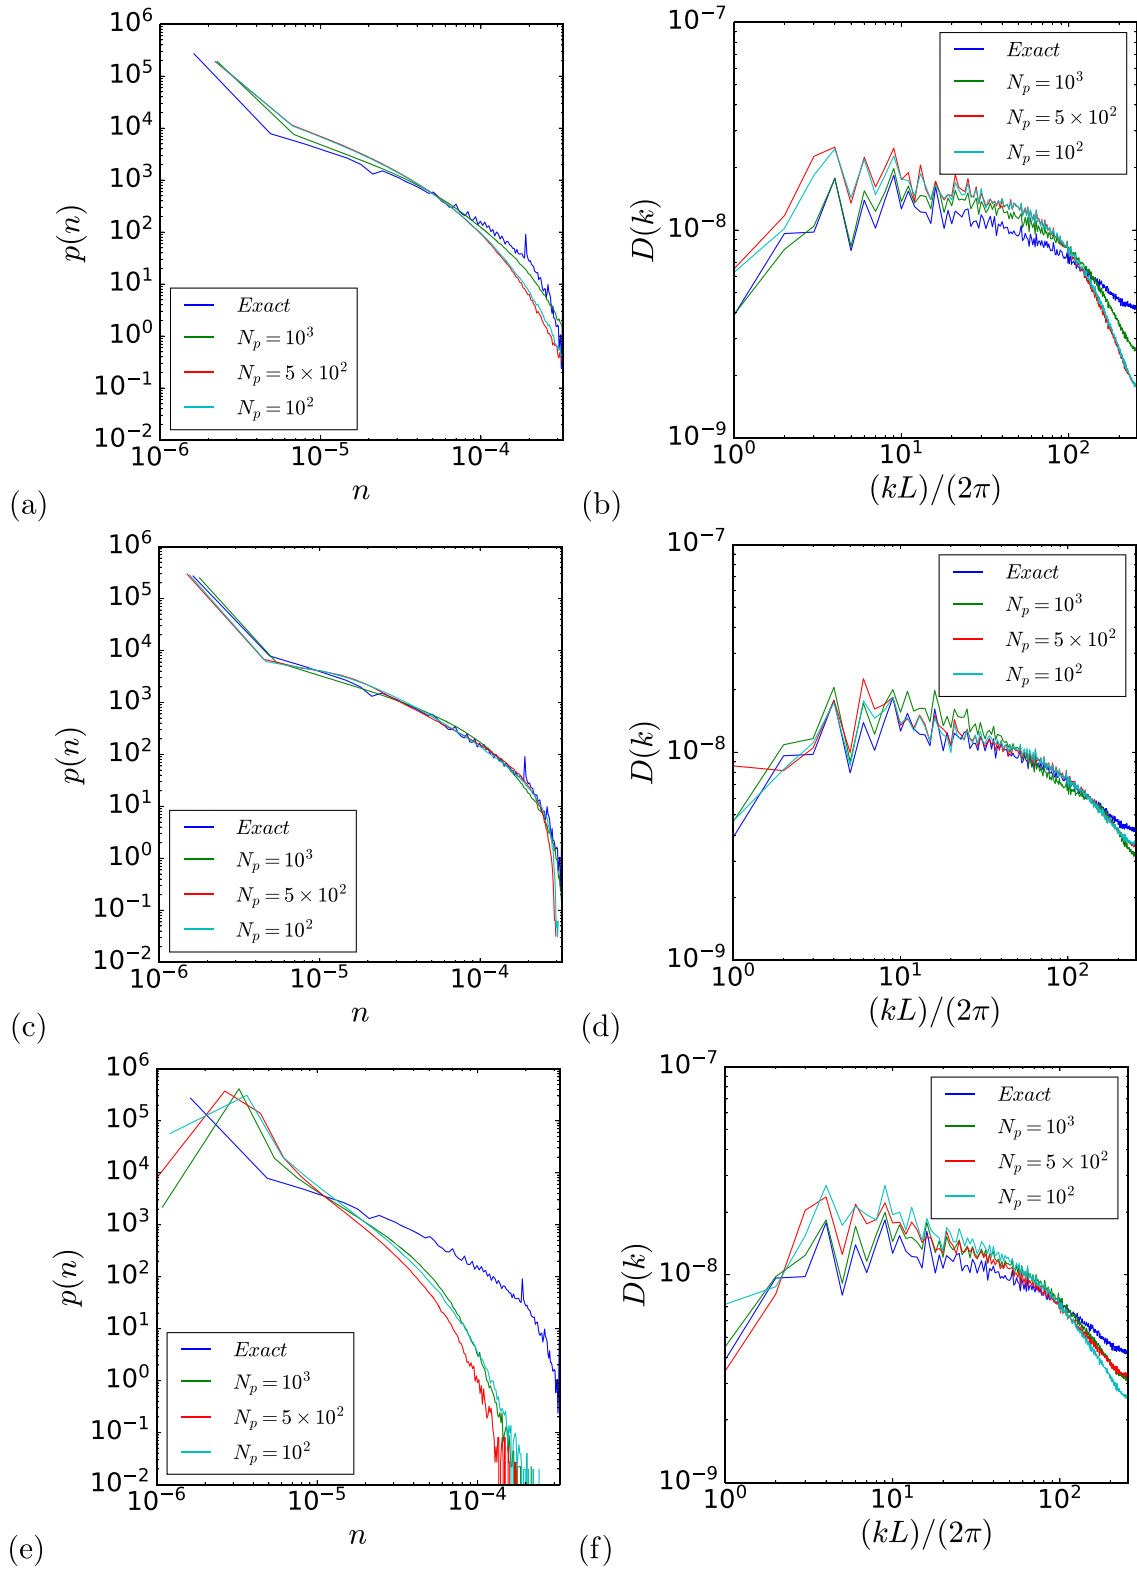 10^6
10^5
10^4
10^3
10^2
10^1
10^0
10^-1
10^-2
p(n)
Exact
N_p = 10^3
N_p = 5 × 10^2
N_p = 10^2
10^-6 10^-5 10^-4
n
(a)
10^-7
10^-8
10^-9
D(k)
Exact
N_p = 10^3
N_p = 5 × 10^2
N_p = 10^2
10^0 10^1 10^2
(kL)/(2π)
(b)
10^6
10^5
10^4
10^3
10^2
10^1
10^0
10^-1
10^-2
p(n)
Exact
N_p = 10^3
N_p = 5 × 10^2
N_p = 10^2
10^-6 10^-5 10^-4
n
(c)
10^-7
10^-8
10^-9
D(k)
Exact
N_p = 10^3
N_p = 5 × 10^2
N_p = 10^2
10^0 10^1 10^2
(kL)/(2π)
(d)
10^6
10^5
10^4
10^3
10^2
10^1
10^0
10^-1
10^-2
p(n)
Exact
N_p = 10^3
N_p = 5 × 10^2
N_p = 10^2
10^-6 10^-5 10^-4
n
(e)
10^-7
10^-8
10^-9
D(k)
Exact
N_p = 10^3
N_p = 5 × 10^2
N_p = 10^2
10^0 10^1 10^2
(kL)/(2π)
(f)